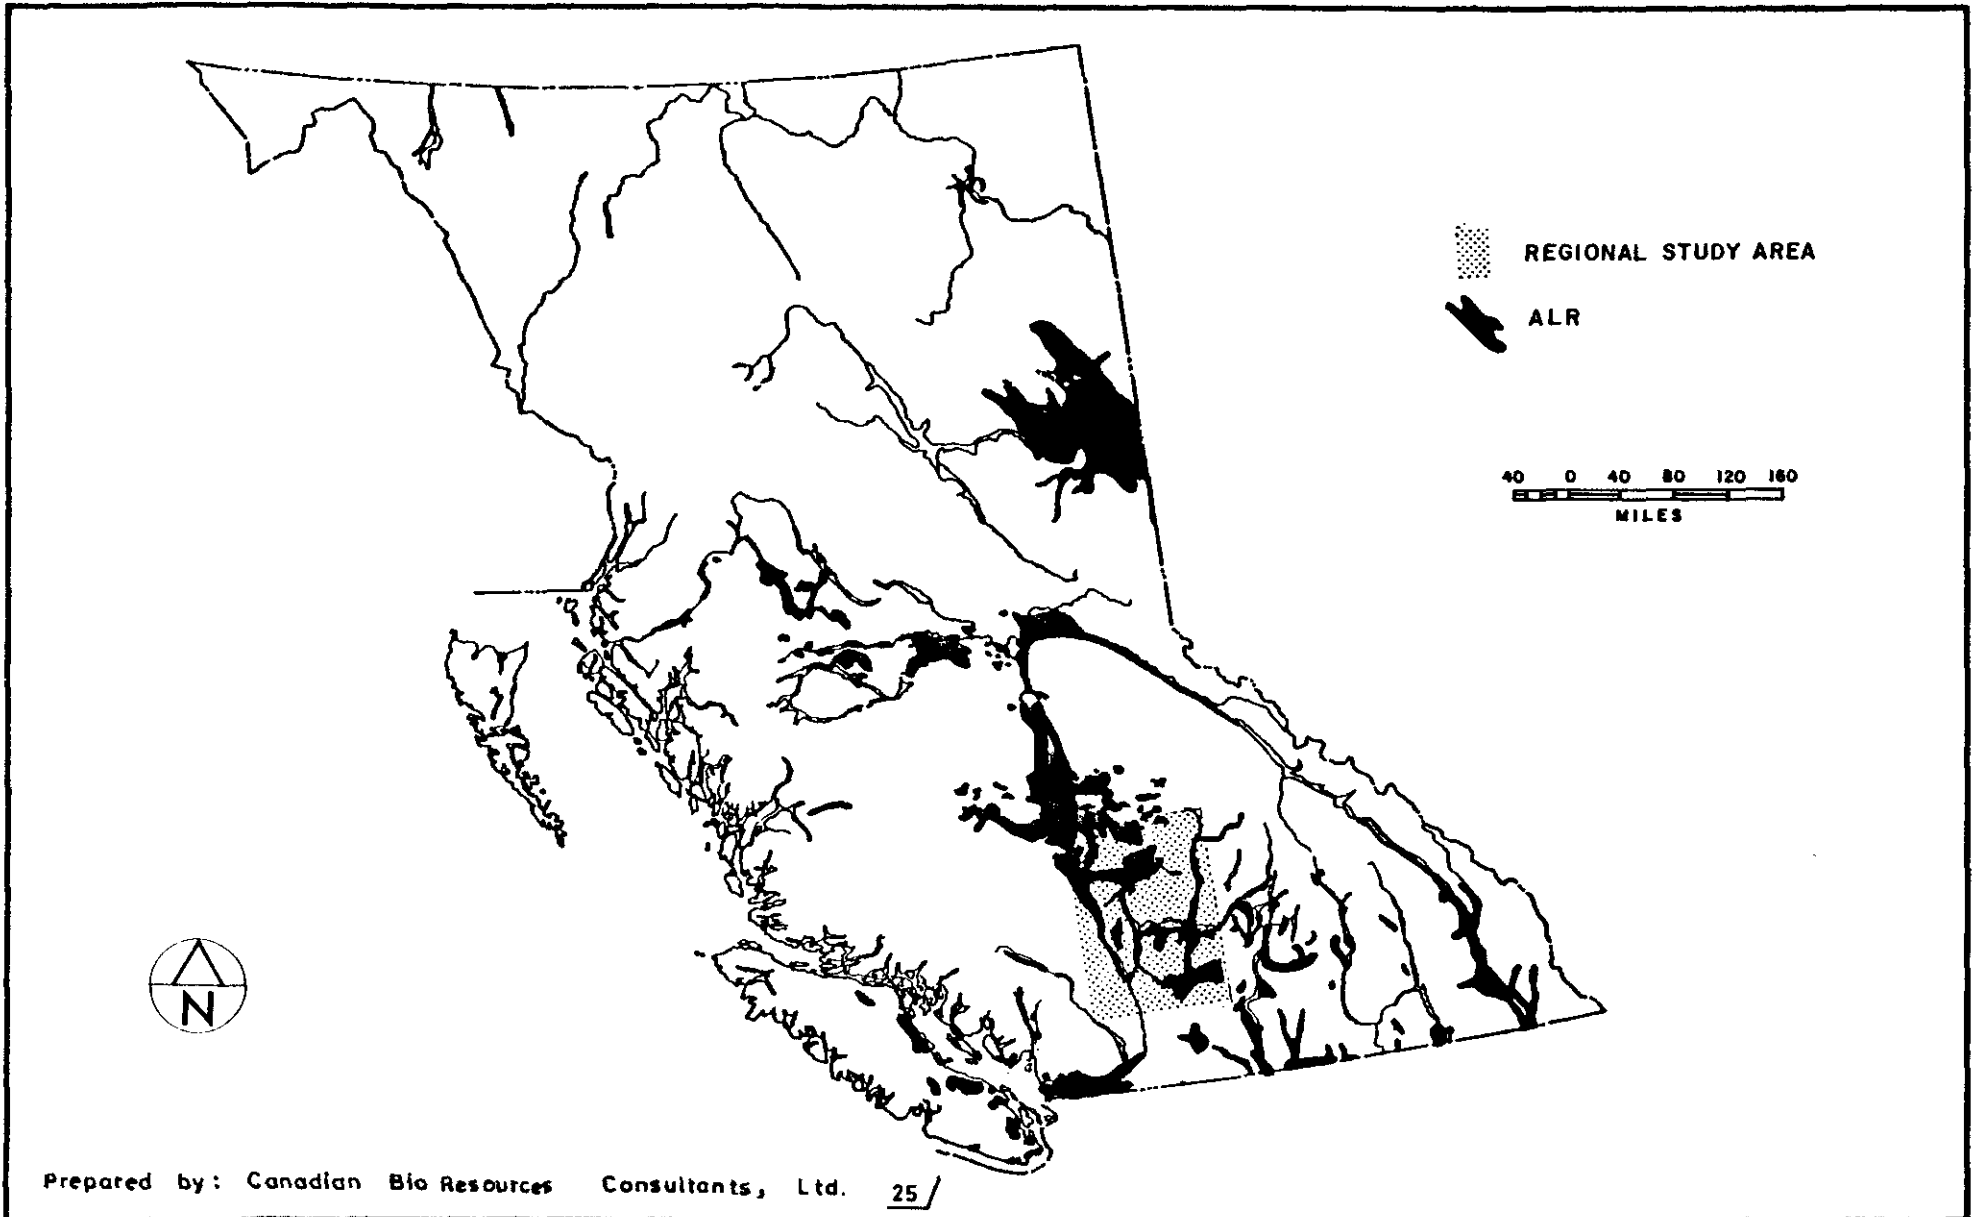 REGIONAL STUDY AREA
ALR
40 0 40 80 120 160
MILES
N
Prepared by: Canadian Bio Resources Consultants, Ltd. 25/